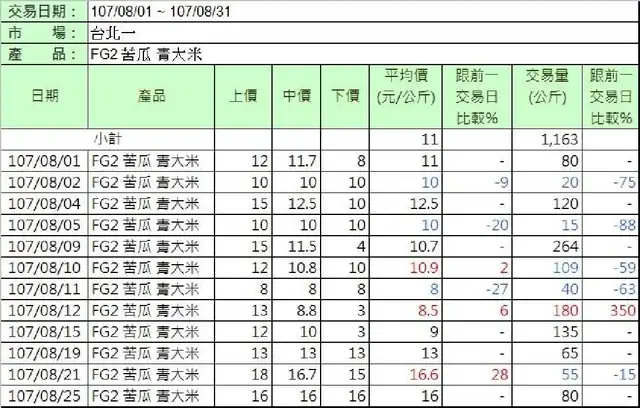 交易日期： 107/08/01 ~ 107/08/31
市　場： 台北一
產　品： FG2 苦瓜 青大米
日期 產品 上價 中價 下價 平均價(元/公斤) 跟前一交易日比較% 交易量(公斤) 跟前一交易日比較%
小計 11 1,163
107/08/01 FG2 苦瓜 青大米 12 11.7 8 11 - 80 -
107/08/02 FG2 苦瓜 青大米 10 10 10 10 -9 20 -75
107/08/04 FG2 苦瓜 青大米 15 12.5 10 12.5 - 120 -
107/08/05 FG2 苦瓜 青大米 10 10 10 10 -20 15 -88
107/08/09 FG2 苦瓜 青大米 15 11.5 4 10.7 - 264 -
107/08/10 FG2 苦瓜 青大米 12 10.8 10 10.9 2 109 -59
107/08/11 FG2 苦瓜 青大米 8 8 8 8 -27 40 -63
107/08/12 FG2 苦瓜 青大米 13 8.8 3 8.5 6 180 350
107/08/15 FG2 苦瓜 青大米 12 10 3 9 - 135 -
107/08/19 FG2 苦瓜 青大米 13 13 13 13 - 65 -
107/08/21 FG2 苦瓜 青大米 18 16.7 15 16.6 28 55 -15
107/08/25 FG2 苦瓜 青大米 16 16 16 16 - 80 -